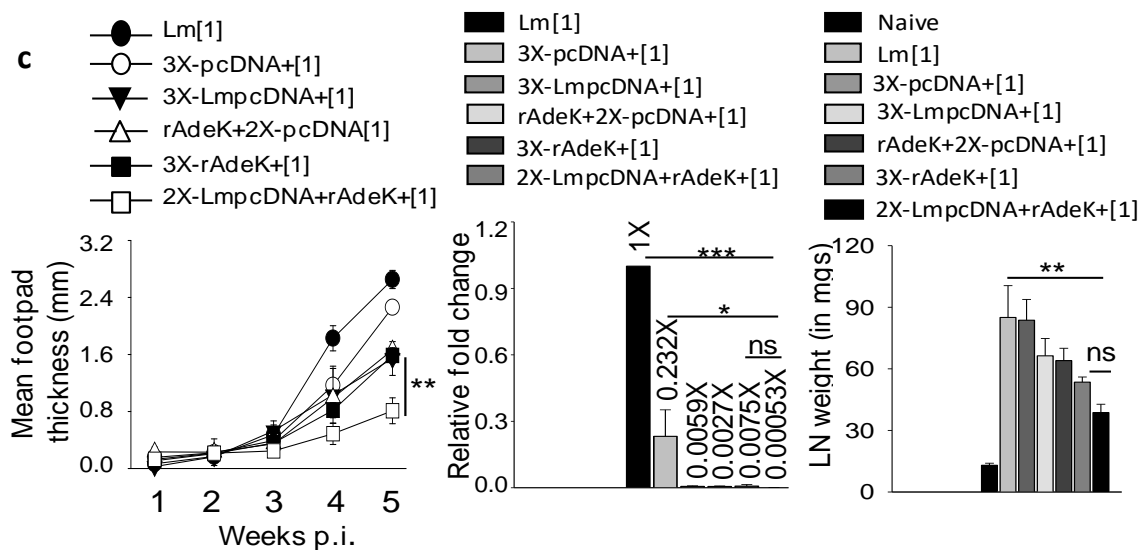 c
Lm[1]
3X-pcDNA+[1]
3X-LmpcDNA+[1]
rAdeK+2X-pcDNA[1]
3X-rAdeK+[1]
2X-LmpcDNA+rAdeK+[1]
Mean footpad
thickness (mm)
3.2
2.4
1.6
0.8
0.0
**
1 2 3 4 5
Weeks p.i.
Lm[1]
3X-pcDNA+[1]
3X-LmpcDNA+[1]
rAdeK+2X-pcDNA+[1]
3X-rAdeK+[1]
2X-LmpcDNA+rAdeK+[1]
Relative fold change
1.2
0.9
0.6
0.3
0.0
1X
0.232X
0.0059X
0.0027X
0.0075X
0.00053X
***
*
ns
Naive
Lm[1]
3X-pcDNA+[1]
3X-LmpcDNA+[1]
rAdeK+2X-pcDNA+[1]
3X-rAdeK+[1]
2X-LmpcDNA+rAdeK+[1]
LN weight (in mgs)
120
90
60
30
0
**
ns